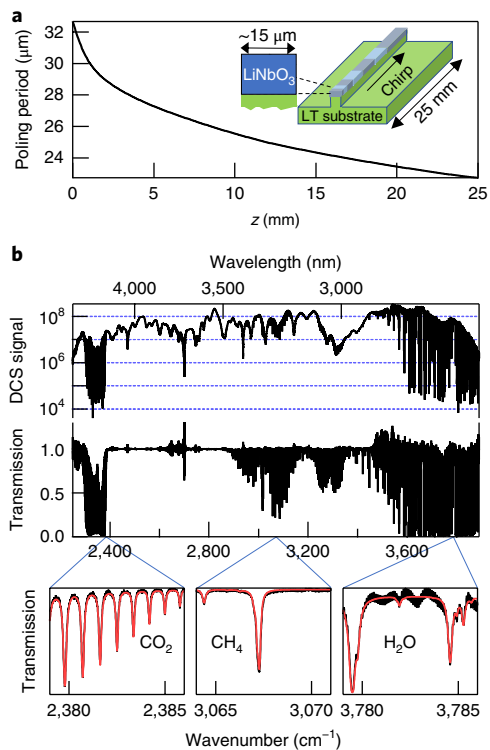 a
Poling period (μm)
32
30
28
26
24
0
5
10
15
20
25
z (mm)
~15 μm
LiNbO3
Chirp
LT substrate
25 mm
b
Wavelength (nm)
4,000
3,500
3,000
DCS signal
10^8
10^6
10^4
Transmission
1.0
0.5
0.0
2,400
2,800
3,200
3,600
Transmission
CO2
CH4
H2O
2,380
2,385
3,065
3,070
3,780
3,785
Wavenumber (cm−1)